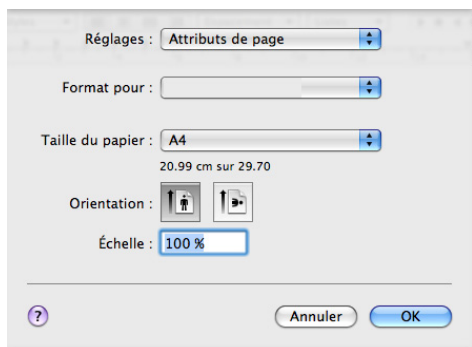 Réglages : Attributs de page
Format pour :
Taille du papier : A4
20.99 cm sur 29.70
Orientation :
Échelle : 100 %
? Annuler OK